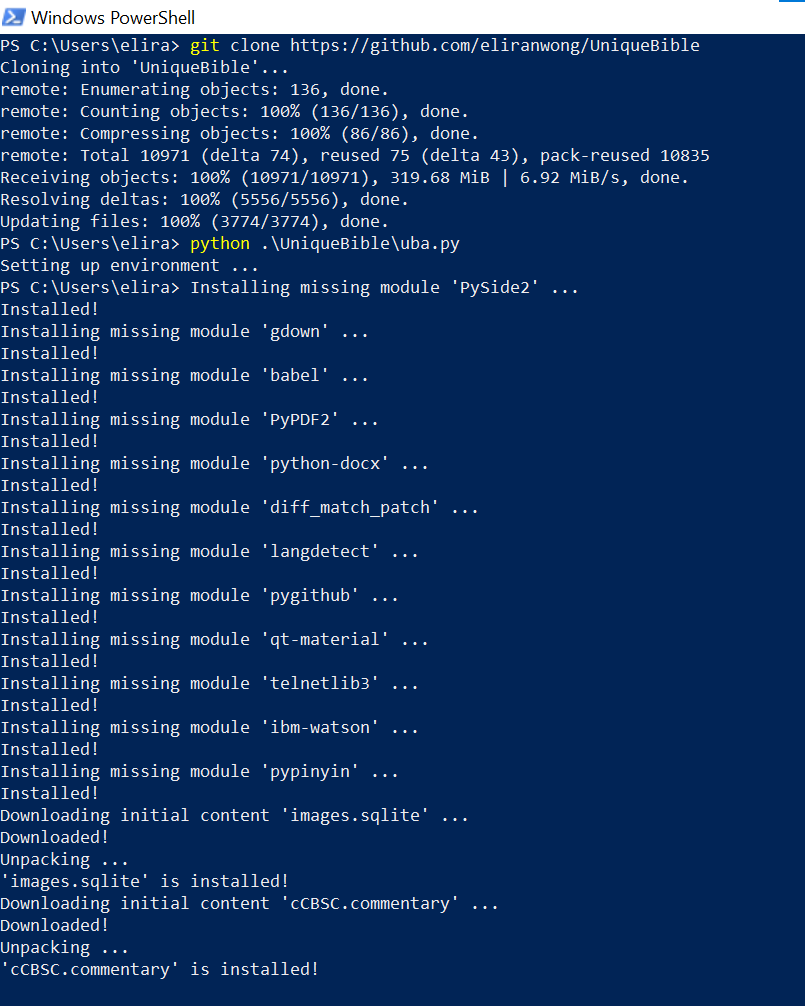 Windows PowerShell
PS C:\Users\elira> git clone https://github.com/eliranwong/UniqueBible
Cloning into 'UniqueBible'...
remote: Enumerating objects: 136, done.
remote: Counting objects: 100% (136/136), done.
remote: Compressing objects: 100% (86/86), done.
remote: Total 10971 (delta 74), reused 75 (delta 43), pack-reused 10835
Receiving objects: 100% (10971/10971), 319.68 MiB | 6.92 MiB/s, done.
Resolving deltas: 100% (5556/5556), done.
Updating files: 100% (3774/3774), done.
PS C:\Users\elira> python .\UniqueBible\uba.py
Setting up environment ...
PS C:\Users\elira> Installing missing module 'PySide2' ...
Installed!
Installing missing module 'gdown' ...
Installed!
Installing missing module 'babel' ...
Installed!
Installing missing module 'PyPDF2' ...
Installed!
Installing missing module 'python-docx' ...
Installed!
Installing missing module 'diff_match_patch' ...
Installed!
Installing missing module 'langdetect' ...
Installed!
Installing missing module 'pygithub' ...
Installed!
Installing missing module 'qt-material' ...
Installed!
Installing missing module 'telnetlib3' ...
Installed!
Installing missing module 'ibm-watson' ...
Installed!
Installing missing module 'pypinyin' ...
Installed!
Downloading initial content 'images.sqlite' ...
Downloaded!
Unpacking ...
'images.sqlite' is installed!
Downloading initial content 'cCBSC.commentary' ...
Downloaded!
Unpacking ...
'cCBSC.commentary' is installed!